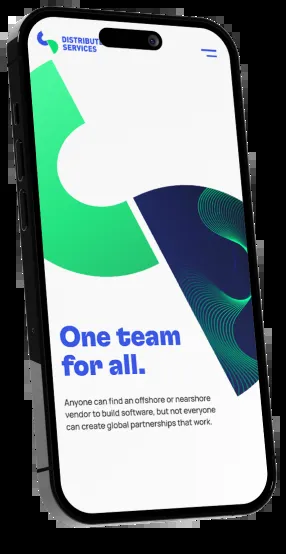 SERVICES
One team
for all.
Anyone can find an offshore or nearshore
vendor to build software, but not everyone
can create global partnerships that work.